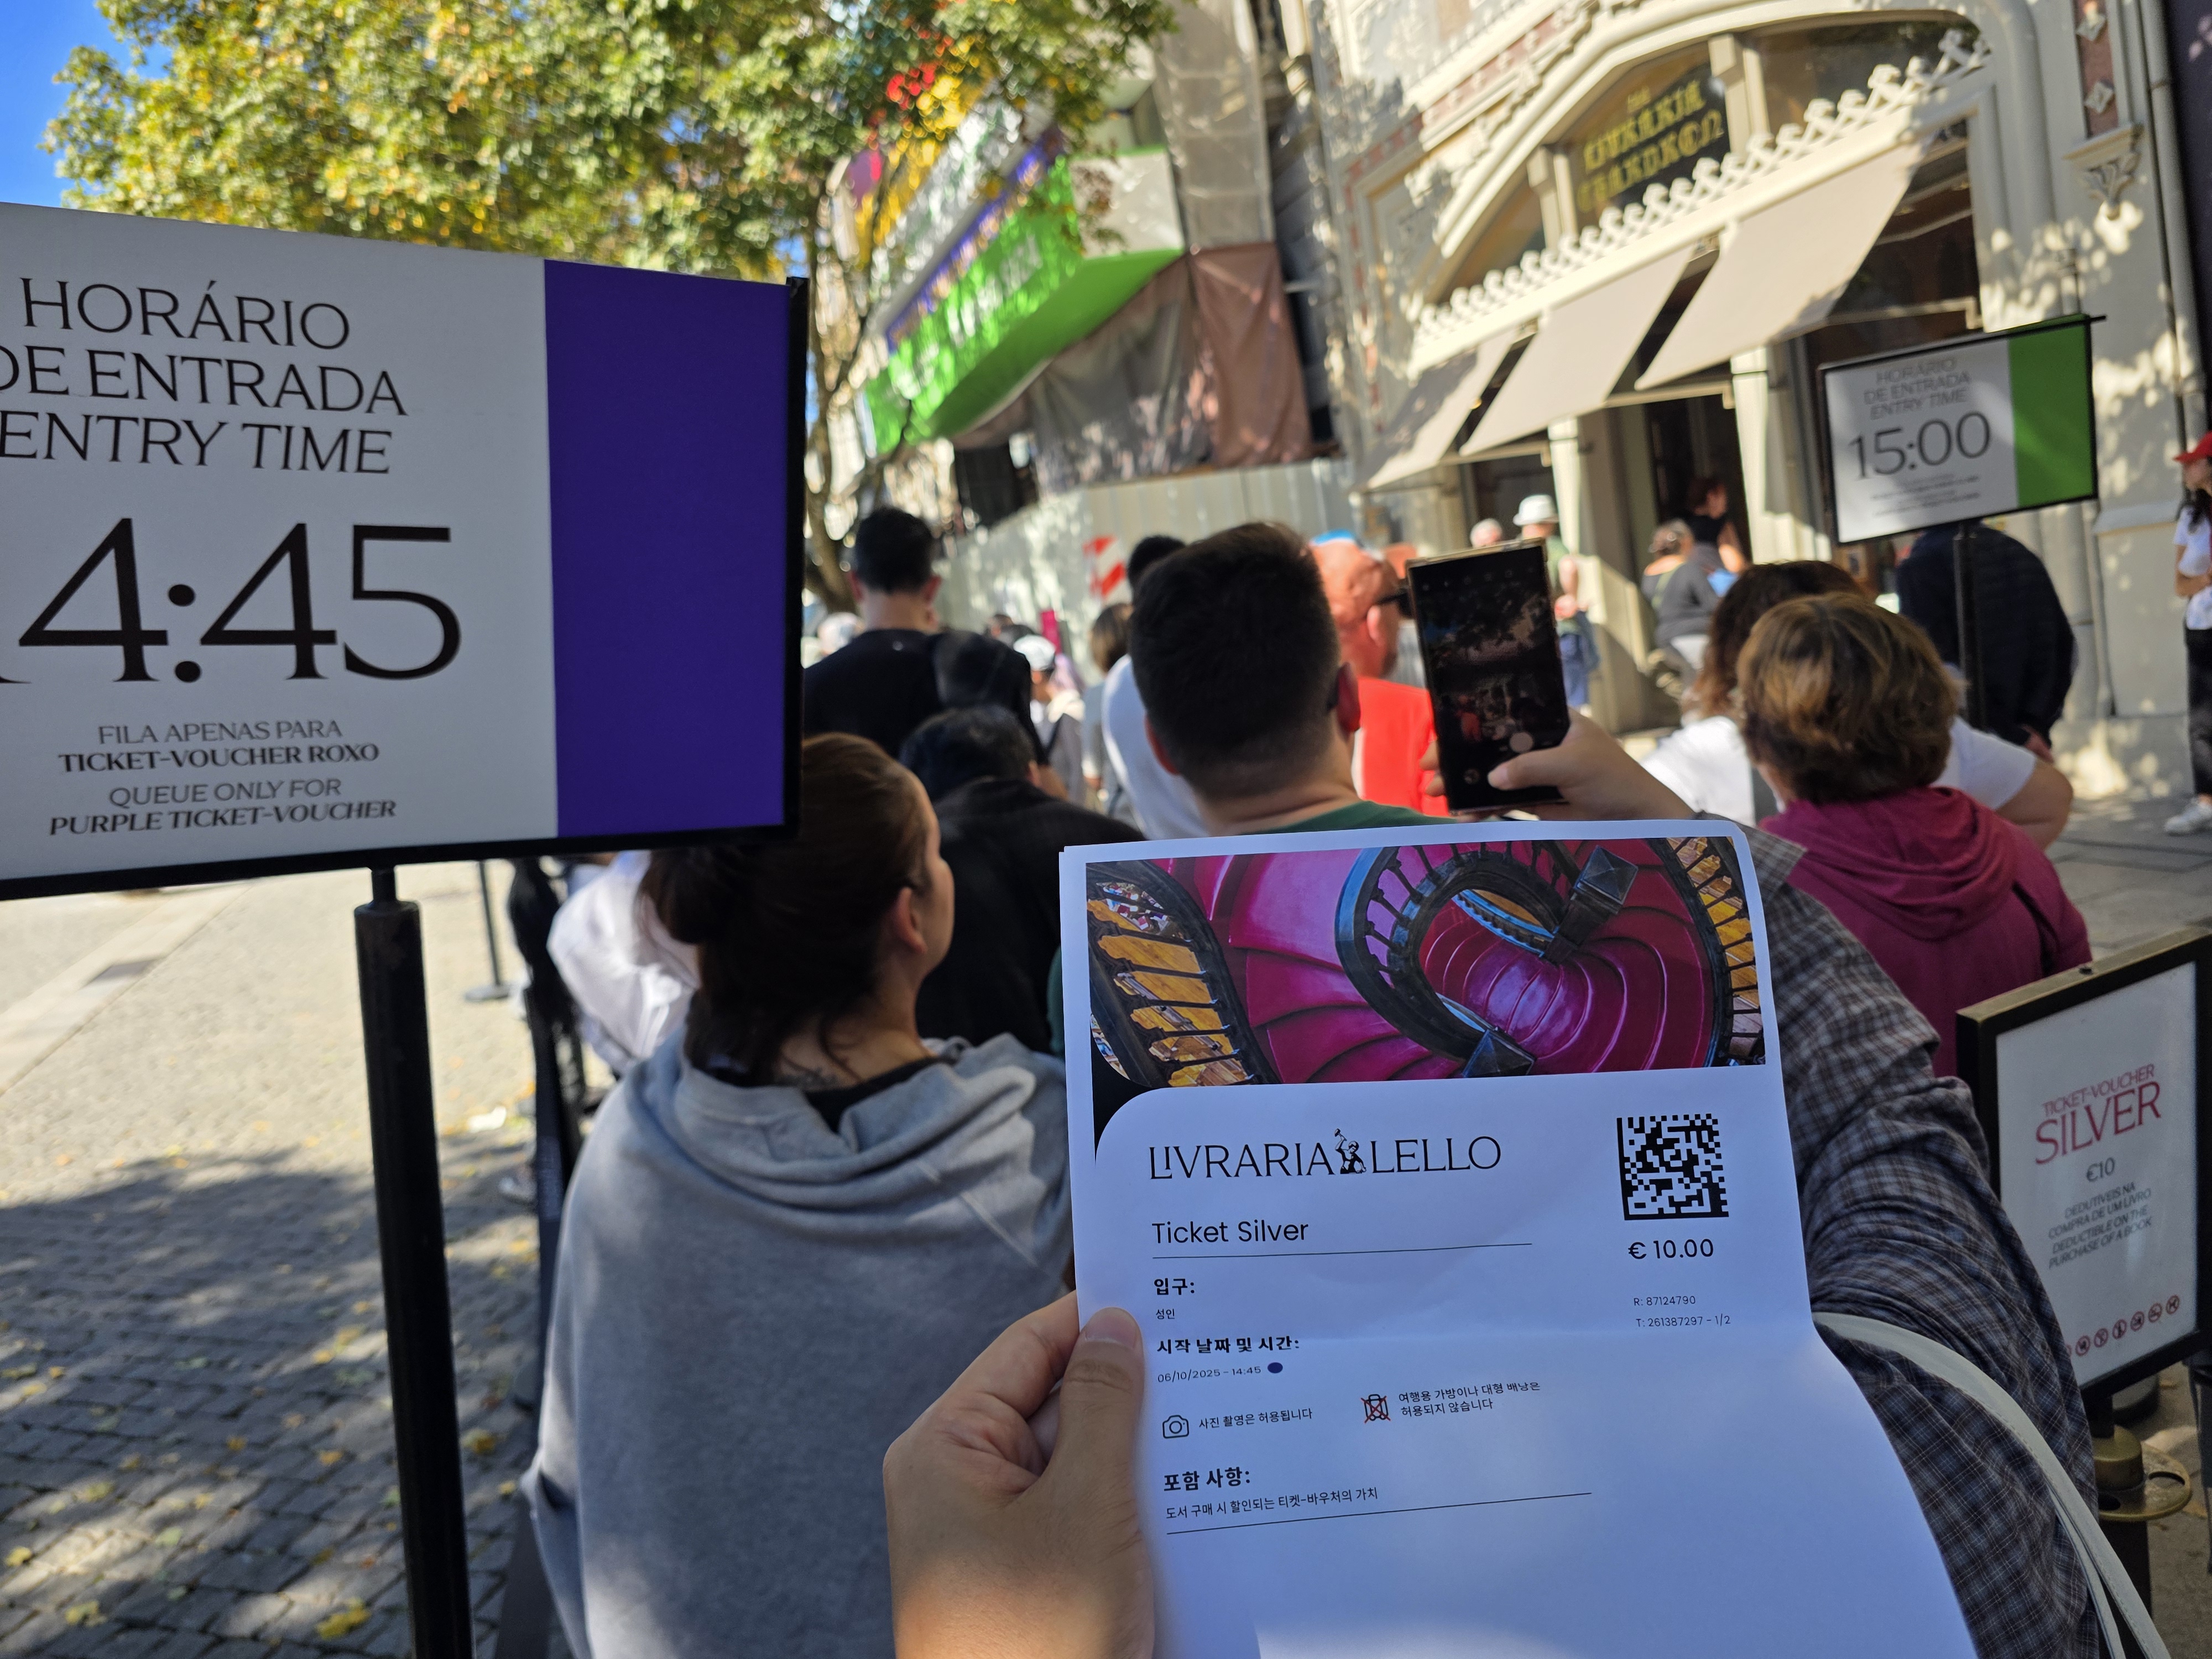 HORÁRIO
DE ENTRADA
ENTRY TIME
4:45
FILA APENAS PARA
TICKET-VOUCHER ROXO
QUEUE ONLY FOR
PURPLE TICKET-VOUCHER
HORÁRIO
DE ENTRADA
ENTRY TIME
15:00
LIVRARIA LELLO
Ticket Silver
€ 10.00
입구:
성인
R: 87124790
T: 261387297 - 1/2
시작 날짜 및 시간:
06/10/2025 - 14:45
사진 촬영은 허용됩니다
여행용 가방이나 대형 배낭은
허용되지 않습니다
포함 사항:
도서 구매 시 할인되는 티켓-바우처의 가치
TICKET-VOUCHER
SILVER
€10
DEDUTÍVEIS NA
COMPRA DE UM LIVRO
DEDUCTIBLE ON THE
PURCHASE OF A BOOK